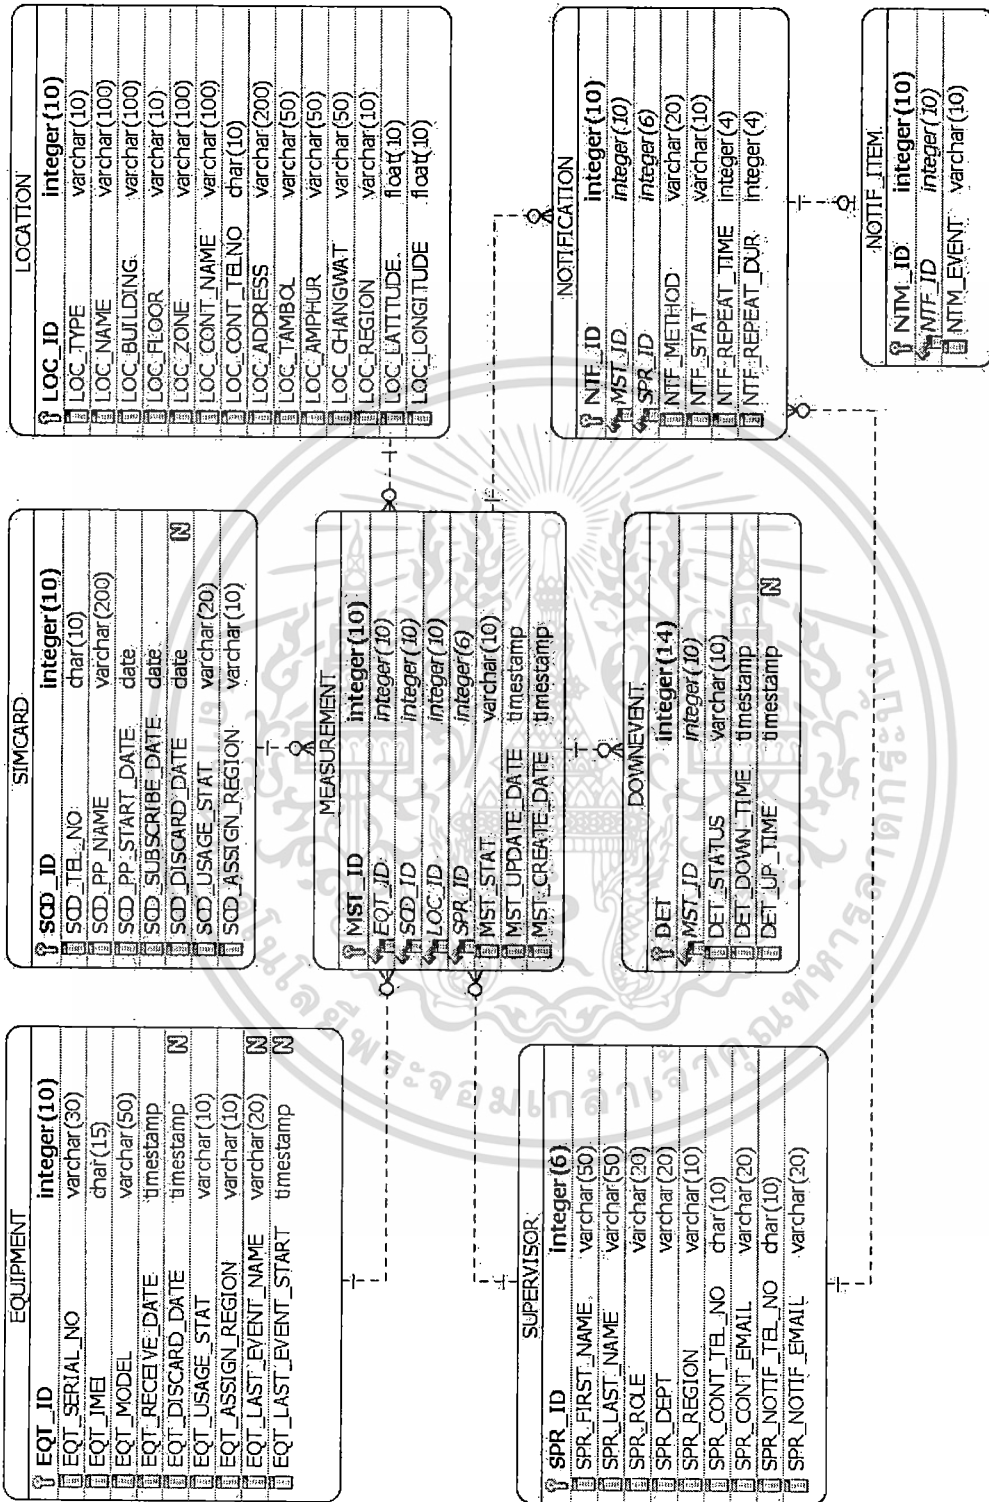 EQUIPMENT
EQT_ID integer(10)
EQT_SERIAL_NO varchar(30)
EQT_IMEI char(15)
EQT_MODEL varchar(50)
EQT_RECEIVE_DATE timestamp
EQT_DISCARD_DATE timestamp N
EQT_USAGE_STAT varchar(10)
EQT_ASSIGN_REGION varchar(10)
EQT_LAST_EVENT_NAME varchar(20) N
EQT_LAST_EVENT_START timestamp N
SIMCARD
SCD_ID integer(10)
SCD_TEL_NO char(10)
SCD_PP_NAME varchar(200)
SCD_PP_START_DATE date
SCD_SUBSCRIBE_DATE date
SCD_DISCARD_DATE date N
SCD_USAGE_STAT varchar(20)
SCD_ASSIGN_REGION varchar(10)
LOCATION
LOC_ID integer(10)
LOC_TYPE varchar(10)
LOC_NAME varchar(100)
LOC_BUILDING varchar(100)
LOC_FLOOR varchar(10)
LOC_ZONE varchar(100)
LOC_CONT_NAME varchar(100)
LOC_CONT_TELNO char(10)
LOC_ADDRESS varchar(200)
LOC_TAMBOL varchar(50)
LOC_AMPHUR varchar(50)
LOC_CHANGWAT varchar(50)
LOC_REGION varchar(10)
LOC_LATITUDE float(10)
LOC_LONGITUDE float(10)
MEASUREMENT
MST_ID integer(10)
EQT_ID integer(10)
SCD_ID integer(10)
LOC_ID integer(10)
SPR_ID integer(6)
MST_STAT varchar(10)
MST_UPDATE_DATE timestamp
MST_CREATE_DATE timestamp
SUPERVISOR
SPR_ID integer(6)
SPR_FIRST_NAME varchar(50)
SPR_LAST_NAME varchar(50)
SPR_ROLE varchar(20)
SPR_DEPT varchar(20)
SPR_REGION varchar(10)
SPR_CONT_TEL_NO char(10)
SPR_CONT_EMAIL varchar(20)
SPR_NOTIF_TEL_NO char(10)
SPR_NOTIF_EMAIL varchar(20)
DOWNEVENT
DET integer(14)
MST_ID integer(10)
DET_STATUS varchar(10)
DET_DOWN_TIME timestamp
DET_UP_TIME timestamp N
NOTIFICATION
NTF_ID integer(10)
MST_ID integer(10)
SPR_ID integer(6)
NTF_METHOD varchar(20)
NTF_STAT varchar(10)
NTF_REPEAT_TIME integer(4)
NTF_REPEAT_DUR integer(4)
NOTIF_ITEM
NTM_ID integer(10)
NTF_ID integer(10)
NTM_EVENT varchar(10)